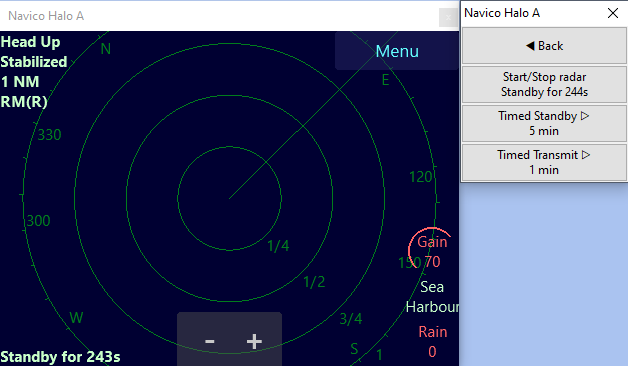 Navico Halo A
Head Up
Stabilized
1 NM
RM(R)
Menu
N
E
330
120
300
150
W
S
1/4
1/2
3/4
1
Gain
70
Sea
Harbour
Rain
0
- +
Standby for 243s
Navico Halo A
◀ Back
Start/Stop radar
Standby for 244s
Timed Standby ▷
5 min
Timed Transmit ▷
1 min